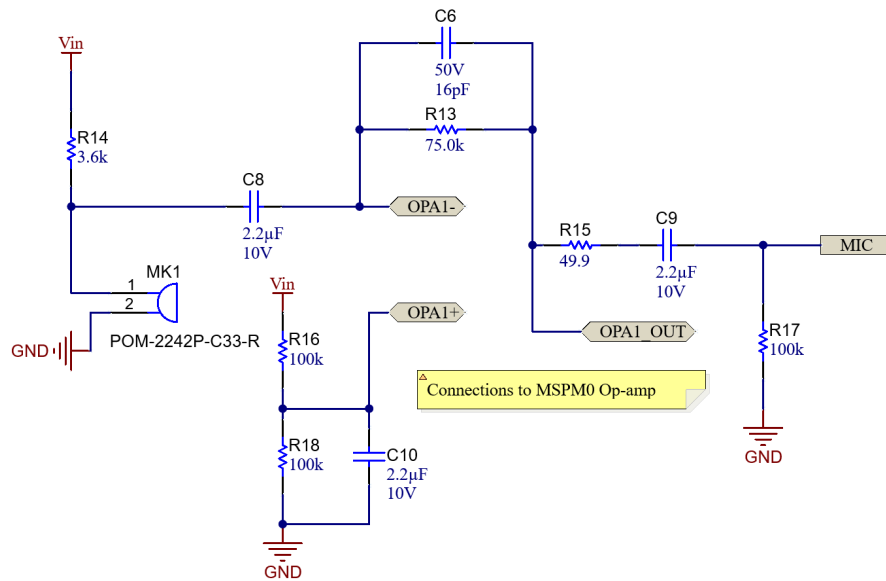 C6
Vin
50V
16pF
R13
R14
3.6k
75.0k
C8
OPA1-
2.2µF
10V
R15
C9
MIC
49.9
2.2µF
10V
MK1
1
2
Vin
OPA1+
OPA1_OUT
R17
100k
R16
100k
POM-2242P-C33-R
GND
Connections to MSPM0 Op-amp
R18
100k
C10
2.2µF
10V
GND
GND